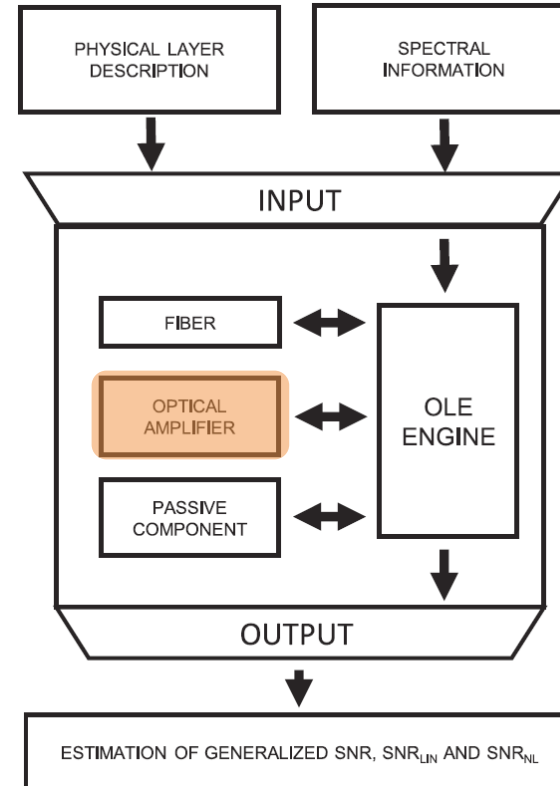 PHYSICAL LAYER
DESCRIPTION
SPECTRAL
INFORMATION
INPUT
FIBER
OPTICAL
AMPLIFIER
PASSIVE
COMPONENT
OLE
ENGINE
OUTPUT
ESTIMATION OF GENERALIZED SNR, SNRLIN AND SNRNL